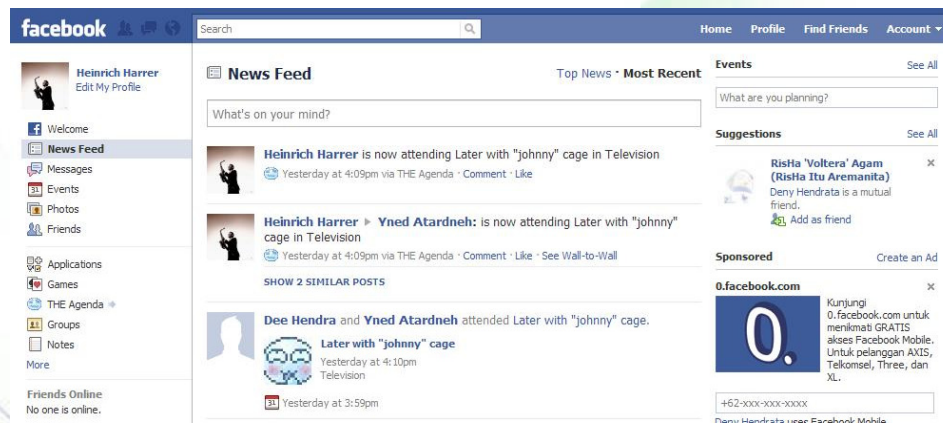 facebook
Search
Home Profile Find Friends Account
Heinrich Harrer
Edit My Profile
Welcome
News Feed
Messages
31 Events
Photos
Friends
Applications
Games
THE Agenda
Groups
Notes
More
Friends Online
No one is online.
News Feed
Top News · Most Recent
What's on your mind?
Heinrich Harrer is now attending Later with "johnny" cage in Television
Yesterday at 4:09pm via THE Agenda · Comment · Like
Heinrich Harrer ▸ Yned Atardneh: is now attending Later with "johnny"
cage in Television
Yesterday at 4:09pm via THE Agenda · Comment · Like · See Wall-to-Wall
SHOW 2 SIMILAR POSTS
Dee Hendra and Yned Atardneh attended Later with "johnny" cage.
Later with "johnny" cage
Yesterday at 4:10pm
Television
31 Yesterday at 3:59pm
Events See All
What are you planning?
Suggestions See All
RisHa 'Voltera' Agam
(RisHa Itu Aremanita)
Deny Hendrata is a mutual
friend.
Add as friend
Sponsored Create an Ad
0.facebook.com
0.
Kunjungi
0.facebook.com untuk
menikmati GRATIS
akses Facebook Mobile.
Untuk pelanggan AXIS,
Telkomsel, Three, dan
XL.
+62-xxx-xxx-xxxx
Deny Hendrata uses Facebook Mobile